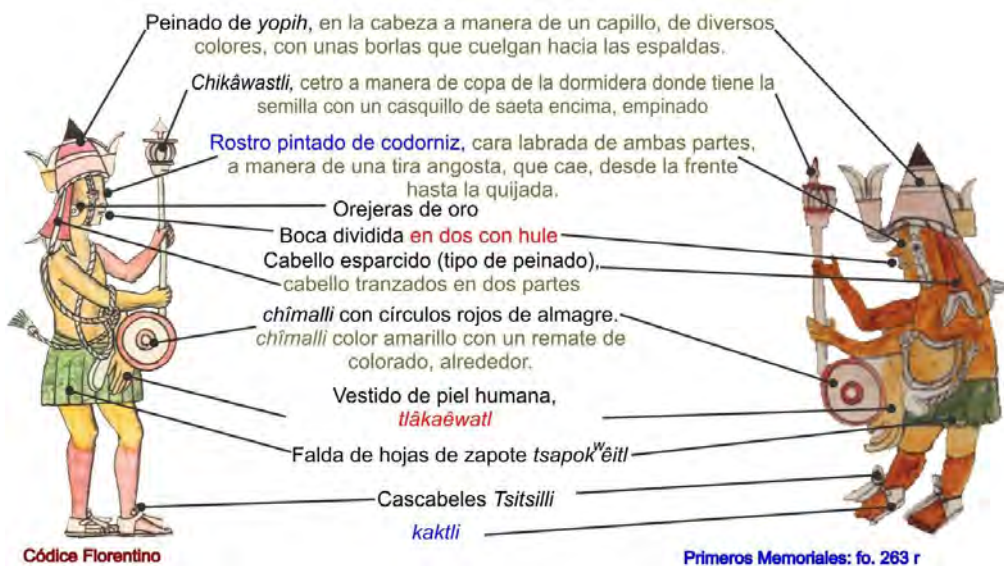 Peinado de yopih, en la cabeza a manera de un capillo, de diversos
colores, con unas borlas que cuelgan hacia las espaldas.
Chikâwastli, cetro a manera de copa de la dormidera donde tiene la
semilla con un casquillo de saeta encima, empinado
Rostro pintado de codorniz, cara labrada de ambas partes,
a manera de una tira angosta, que cae, desde la frente
hasta la quijada.
Orejeras de oro
Boca dividida en dos con hule
Cabello esparcido (tipo de peinado),
cabello tranzados en dos partes
chîmalli con círculos rojos de almagre.
chîmalli color amarillo con un remate de
colorado, alrededor.
Vestido de piel humana,
tlâkaêwatl
Falda de hojas de zapote tsapokʷêitl
Cascabeles Tsitsilli
kaktli
Códice Florentino
Primeros Memoriales: fo. 263 r